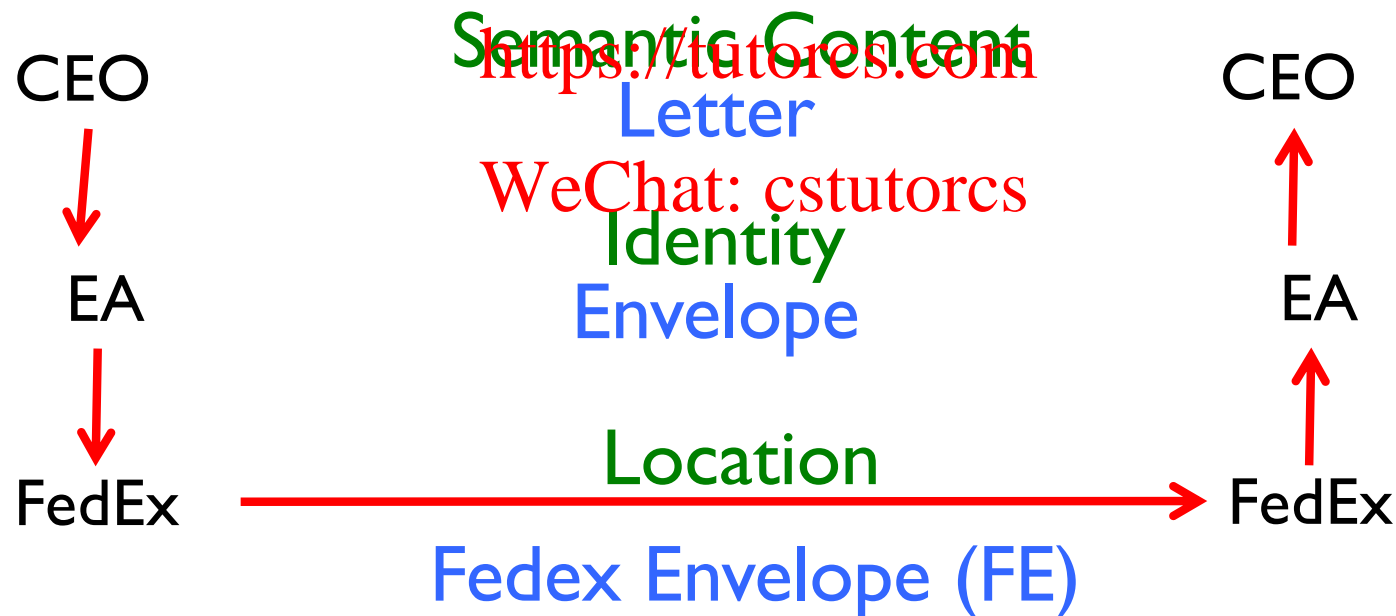 Semantic Content
https://tutorcs.com
CEO
CEO
Letter
WeChat: cstutorcs
Identity
EA
EA
Envelope
Location
FedEx
FedEx
Fedex Envelope (FE)